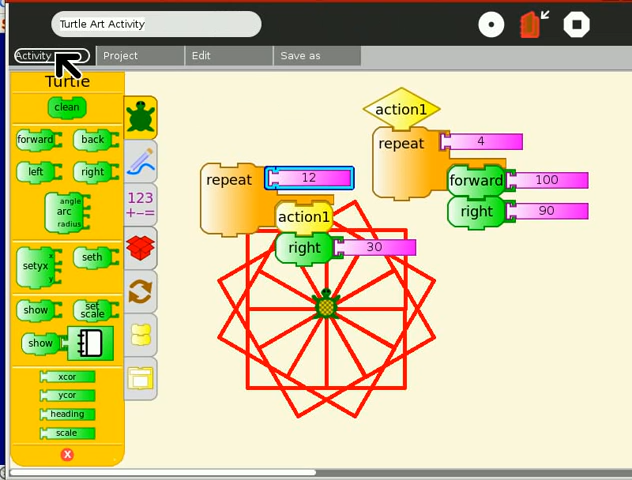 Turtle Art Activity
Activity Project Edit Save as
Turtle
clean
forward back
left right
angle
arc
radius
setyx
x
y
seth
show set scale
show
xcor
ycor
heading
scale
123
+-=
action1
repeat 4
forward 100
right 90
repeat 12
action1
right 30